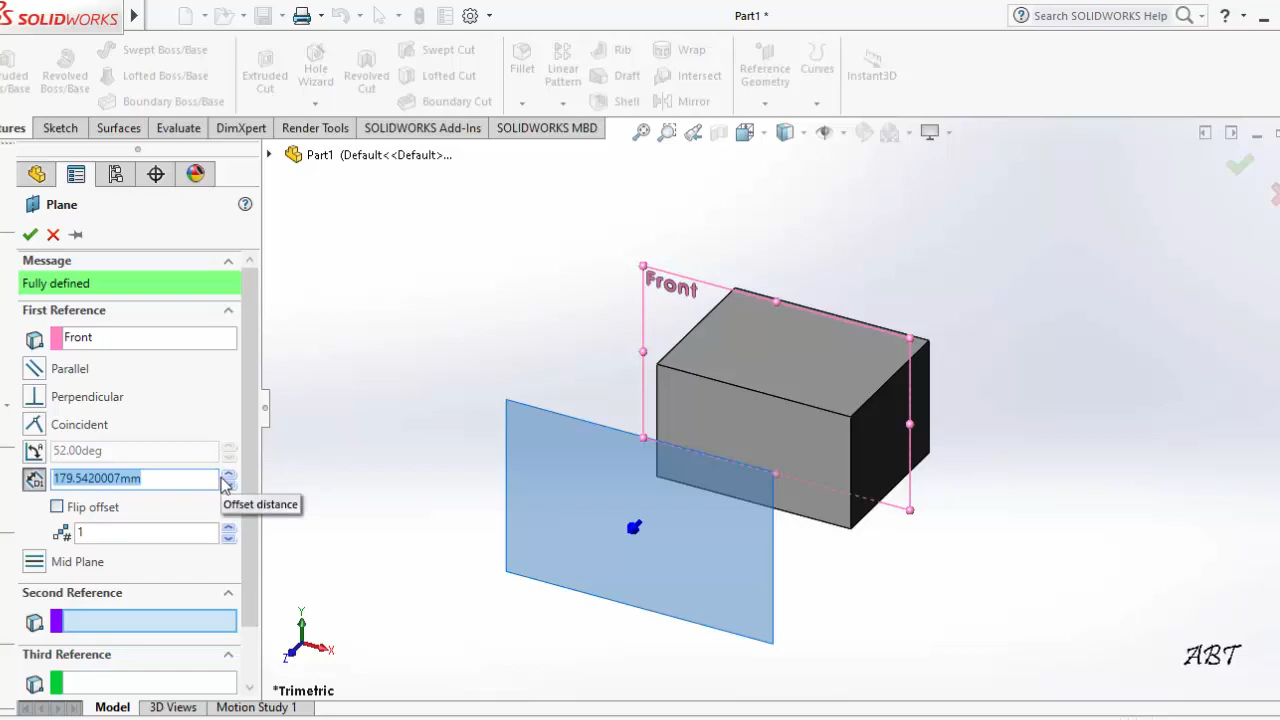 SOLIDWORKS
Part1 *
Search SOLIDWORKS Help
?
Swept Boss/Base
Rib
Wrap
Swept Cut
Revolved Boss/Base
Lofted Boss/Base
Extruded Cut
Hole Wizard
Revolved Cut
Lofted Cut
Fillet
Linear Pattern
Draft
Intersect
Reference Geometry
Curves
Instant3D
Boundary Boss/Base
Boundary Cut
Shell
Mirror
Sketch
Surfaces
Evaluate
DimXpert
Render Tools
SOLIDWORKS Add-Ins
SOLIDWORKS MBD
Part1 (Default<<Default>...
Plane
Message
Fully defined
First Reference
Front
Parallel
Perpendicular
Coincident
52.00deg
179.5420007mm
Offset distance
Flip offset
1
Mid Plane
Second Reference
Third Reference
Front
Y
X
Z
*Trimetric
ABT
Model
3D Views
Motion Study 1